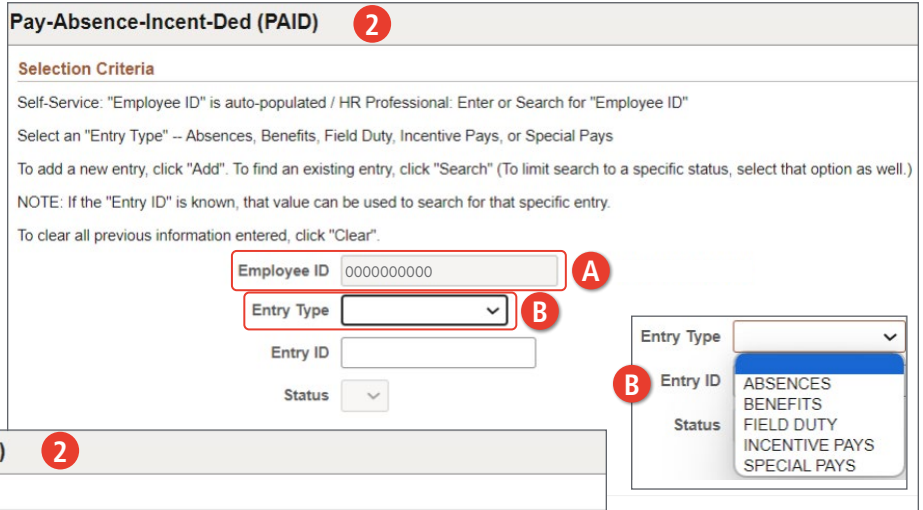 Pay-Absence-Incent-Ded (PAID) 2
Selection Criteria
Self-Service: "Employee ID" is auto-populated / HR Professional: Enter or Search for "Employee ID"
Select an "Entry Type" -- Absences, Benefits, Field Duty, Incentive Pays, or Special Pays
To add a new entry, click "Add". To find an existing entry, click "Search" (To limit search to a specific status, select that option as well.)
NOTE: If the "Entry ID" is known, that value can be used to search for that specific entry.
To clear all previous information entered, click "Clear".
Employee ID 0000000000 A
Entry Type B
Entry ID
Status
Entry Type
B Entry ID
Status
ABSENCES
BENEFITS
FIELD DUTY
INCENTIVE PAYS
SPECIAL PAYS
) 2